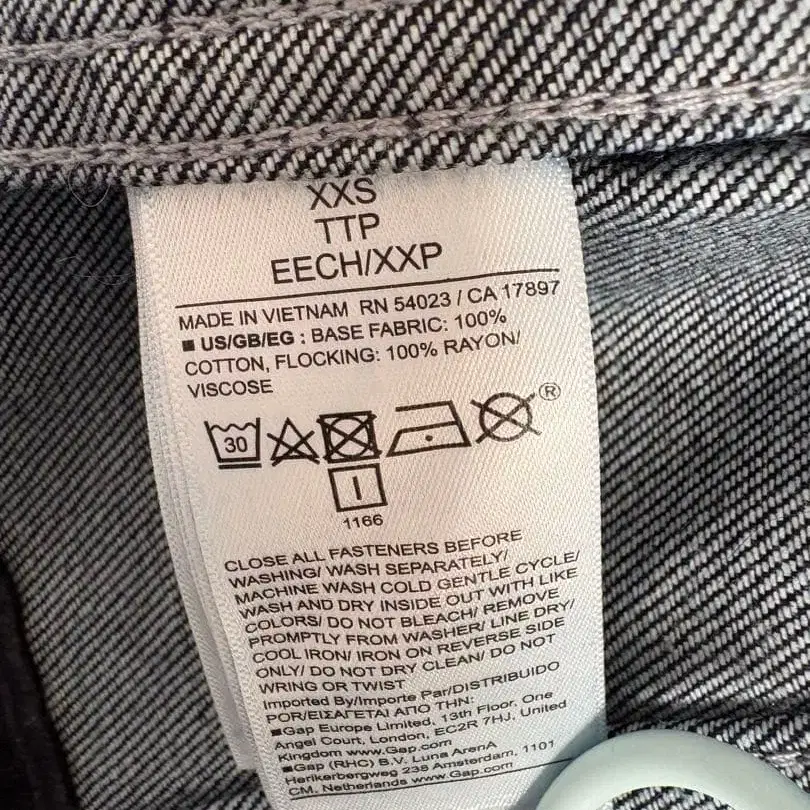 XXS
TTP
EECH/XXP
MADE IN VIETNAM RN 54023 / CA 17897
■ US/GB/EG : BASE FABRIC: 100%
COTTON, FLOCKING: 100% RAYON/
VISCOSE
30
®
1166
CLOSE ALL FASTENERS BEFORE
WASHING/ WASH SEPARATELY/
MACHINE WASH COLD GENTLE CYCLE/
WASH AND DRY INSIDE OUT WITH LIKE
COLORS/ DO NOT BLEACH/ REMOVE
PROMPTLY FROM WASHER/ LINE DRY/
COOL IRON/ IRON ON REVERSE SIDE
ONLY/ DO NOT DRY CLEAN/ DO NOT
WRING OR TWIST
Imported By/Importe Par/DISTRIBUIDO
POR/ΕΙΣΑΓΕΤΑΙ ΑΠΟ ΤΗΝ:
■Gap Europe Limited, 13th Floor, One
Angel Court, London, EC2R 7HJ, United
Kingdom www.Gap.com
■Gap (RHC) B.V. Luna ArenA
Herikerbergweg 238 Amsterdam, 1101
CM. Netherlands www.Gap.com